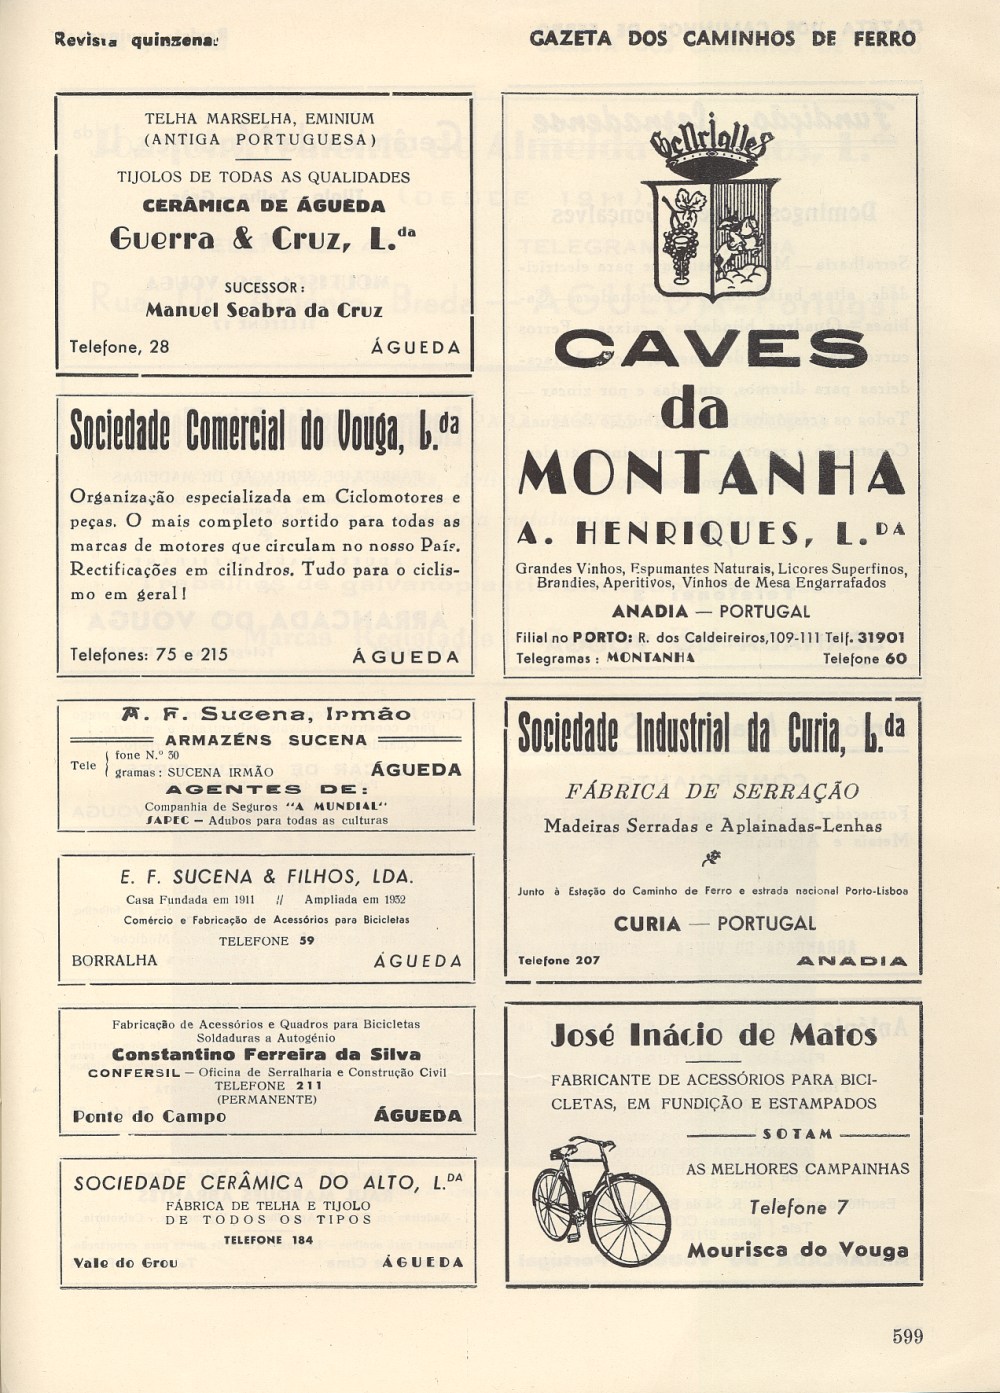 Revista quinzenal
GAZETA DOS CAMINHOS DE FERRO
TELHA MARSELHA, EMINIUM
(ANTIGA PORTUGUESA)
TIJOLOS DE TODAS AS QUALIDADES
CERÂMICA DE ÁGUEDA
Guerra & Cruz, L.da
SUCESSOR:
Manuel Seabra da Cruz
Telefone, 28 ÁGUEDA
Sociedade Comercial do Vouga, L.da
Organização especializada em Ciclomotores e
peças. O mais completo sortido para todas as
marcas de motores que circulam no nosso País.
Rectificações em cilindros. Tudo para o ciclis-
mo em geral!
Telefones: 75 e 215 ÁGUEDA
A. F. Sucena, Irmão
ARMAZÉNS SUCENA
Tele
fone N.º 30
gramas: SUCENA IRMÃO ÁGUEDA
AGENTES DE:
Companhia de Seguros "A MUNDIAL"
SAPEC — Adubos para todas as culturas
E. F. SUCENA & FILHOS, LDA.
Casa Fundada em 1911 // Ampliada em 1952
Comércio e Fabricação de Acessórios para Bicicletas
TELEFONE 59
BORRALHA ÁGUEDA
Fabricação de Acessórios e Quadros para Bicicletas
Soldaduras a Autogénio
Constantino Ferreira da Silva
CONFERSIL — Oficina de Serralharia e Construção Civil
TELEFONE 211
(PERMANENTE)
Ponte do Campo ÁGUEDA
SOCIEDADE CERÂMICA DO ALTO, L.DA
FÁBRICA DE TELHA E TIJOLO
DE TODOS OS TIPOS
TELEFONE 184
Vale do Grou ÁGUEDA
CAVES
da
MONTANHA
A. HENRIQUES, L.DA
Grandes Vinhos, Espumantes Naturais, Licores Superfinos,
Brandies, Aperitivos, Vinhos de Mesa Engarrafados
ANADIA — PORTUGAL
Filial no PORTO: R. dos Caldeireiros, 109-111 Telf. 31901
Telegramas: MONTANHA Telefone 60
Sociedade Industrial da Curia, L.da
FÁBRICA DE SERRAÇÃO
Madeiras Serradas e Aplainadas-Lenhas
Junto à Estação do Caminho de Ferro e estrada nacional Porto-Lisboa
CURIA — PORTUGAL
Telefone 207 ANADIA
José Inácio de Matos
FABRICANTE DE ACESSÓRIOS PARA BICI-
CLETAS, EM FUNDIÇÃO E ESTAMPADOS
SOTAM
AS MELHORES CAMPAINHAS
Telefone 7
Mourisca do Vouga
599